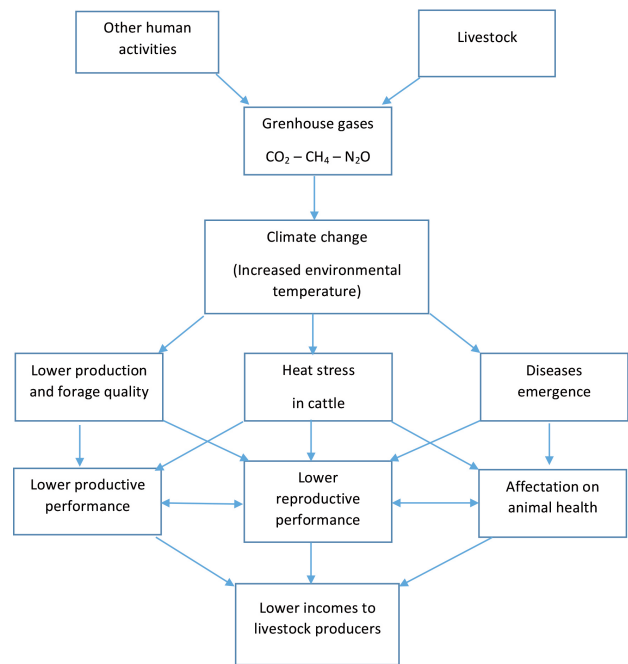 Other human
activities
Livestock
Grenhouse gases
CO₂ – CH₄ – N₂O
Climate change
(Increased environmental
temperature)
Lower production
and forage quality
Heat stress
in cattle
Diseases
emergence
Lower productive
performance
Lower
reproductive
performance
Affectation on
animal health
Lower incomes to
livestock producers